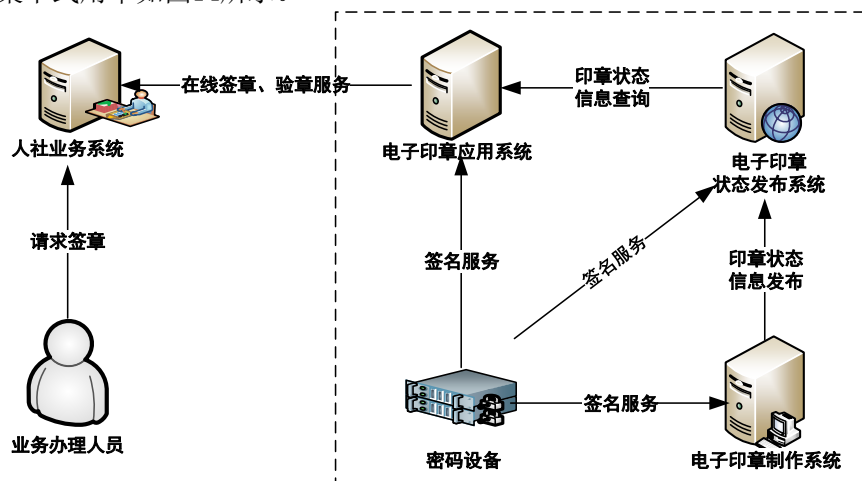 在线签章、验章服务
印章状态
信息查询
人社业务系统
电子印章应用系统
电子印章
状态发布系统
请求签章
签名服务
签名服务
印章状态
信息发布
签名服务
业务办理人员
密码设备
电子印章制作系统